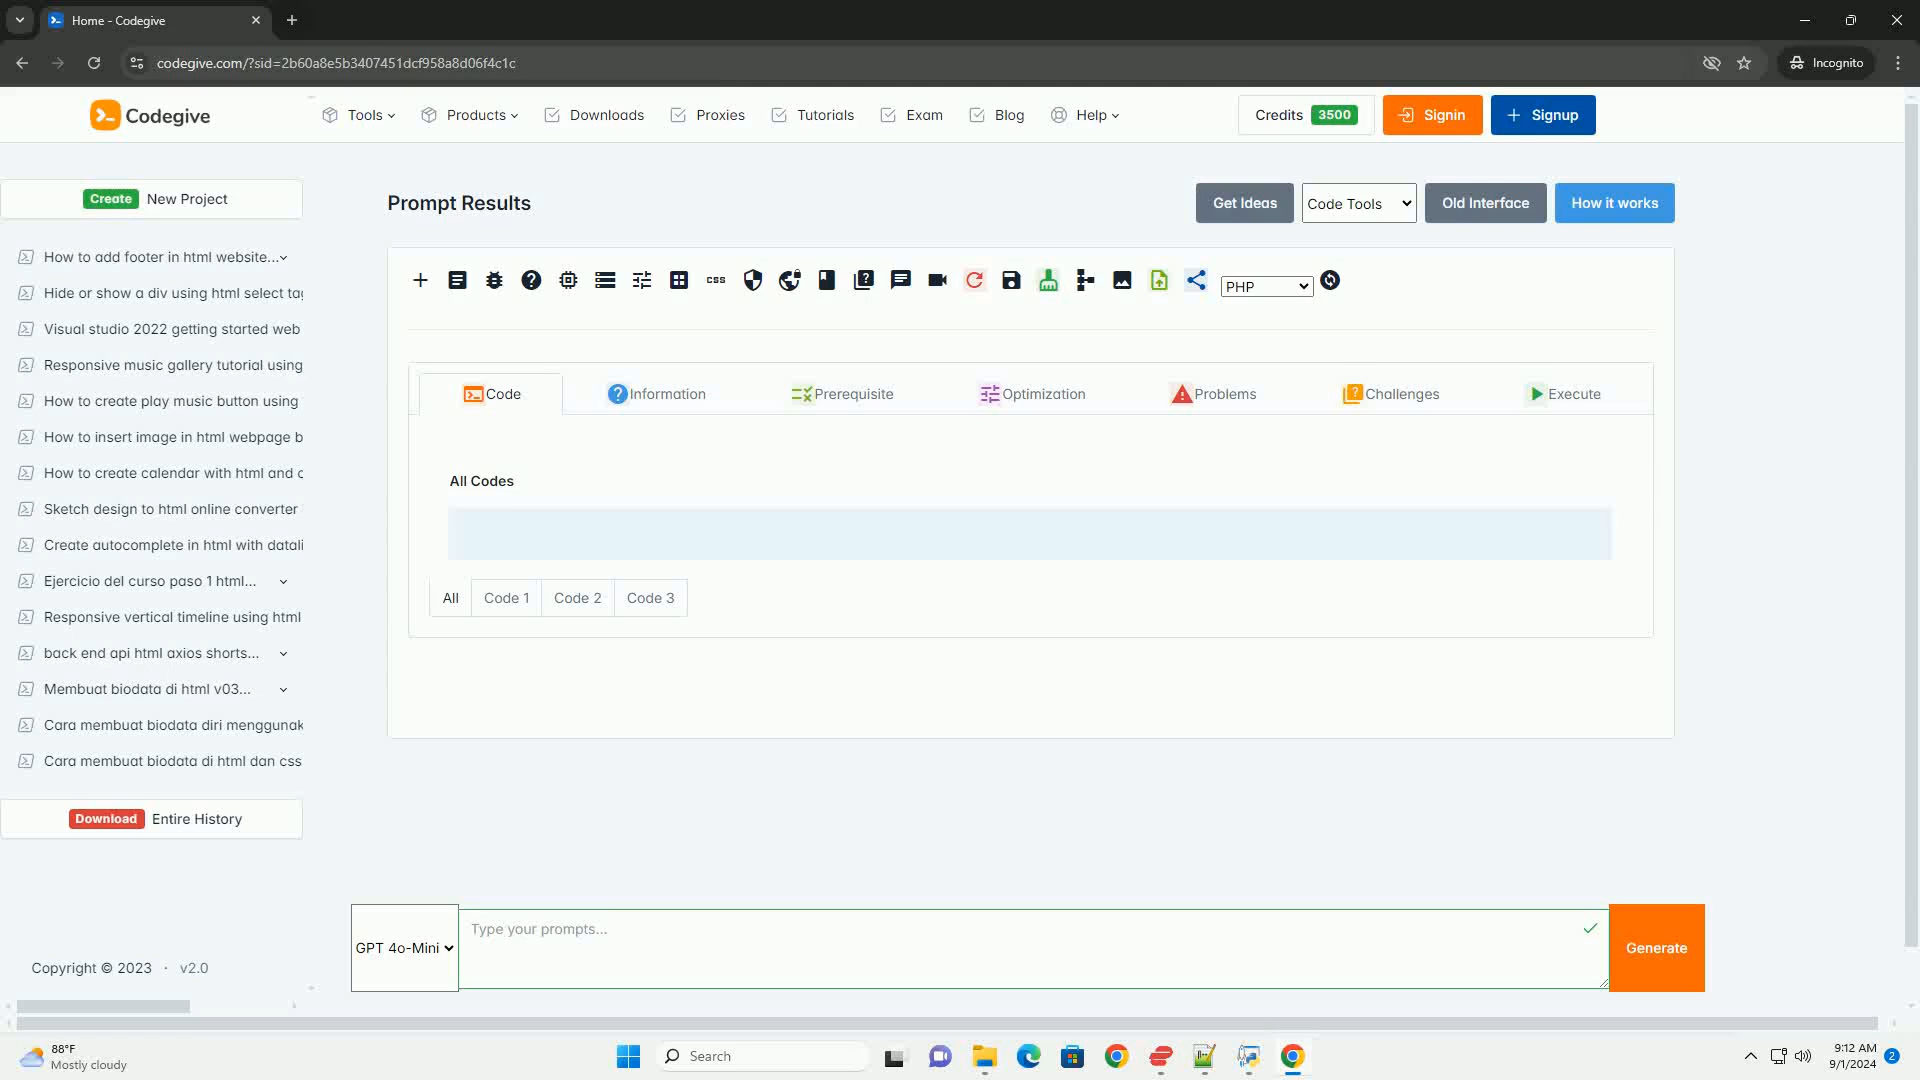 Home - Codegive
codegive.com/?sid=2b60a8e5b3407451dcf958a8d06f4c1c
Incognito
Codegive
Tools
Products
Downloads
Proxies
Tutorials
Exam
Blog
Help
Credits 3500
Signin
Signup
Create New Project
How to add footer in html website...
Hide or show a div using html select tag
Visual studio 2022 getting started web
Responsive music gallery tutorial using
How to create play music button using
How to insert image in html webpage b
How to create calendar with html and c
Sketch design to html online converter
Create autocomplete in html with datali
Ejercicio del curso paso 1 html...
Responsive vertical timeline using html
back end api html axios shorts...
Membuat biodata di html v03...
Cara membuat biodata diri menggunak
Cara membuat biodata di html dan css
Download Entire History
Copyright © 2023 · v2.0
Prompt Results
Get Ideas
Code Tools
Old Interface
How it works
css
PHP
Code
Information
Prerequisite
Optimization
Problems
Challenges
Execute
All Codes
All
Code 1
Code 2
Code 3
GPT 4o-Mini
Type your prompts...
Generate
88°F
Mostly cloudy
Search
9:12 AM
9/1/2024
2